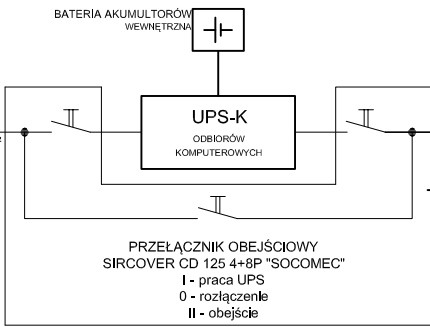 BATERIA AKUMULTORÓW
WEWNĘTRZNA
UPS-K
ODBIORÓW
KOMPUTEROWYCH
PRZEŁĄCZNIK OBEJŚCIOWY
SIRCOVER CD 125 4+8P "SOCOMEC"
I - praca UPS
0 - rozłączenie
II - obejście